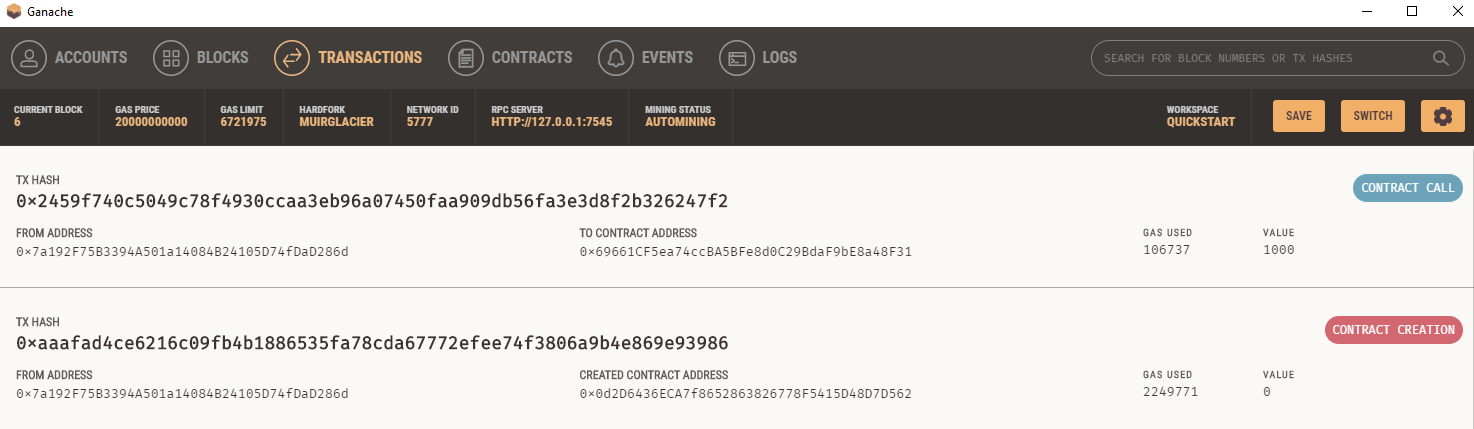 Ganache
ACCOUNTS BLOCKS TRANSACTIONS CONTRACTS EVENTS LOGS SEARCH FOR BLOCK NUMBERS OR TX HASHES
CURRENT BLOCK GAS PRICE GAS LIMIT HARDFORK NETWORK ID RPC SERVER MINING STATUS WORKSPACE
6 20000000000 6721975 MUIRGLACIER 5777 HTTP://127.0.0.1:7545 AUTOMINING QUICKSTART SAVE SWITCH
TX HASH
0×2459f740c5049c78f4930ccaa3eb96a07450faa909db56fa3e3d8f2b326247f2 CONTRACT CALL
FROM ADDRESS TO CONTRACT ADDRESS GAS USED VALUE
0×7a192F75B3394A501a14084B24105D74fDaD286d 0×69661CF5ea74ccBA5BFe8d0C29BdaF9bE8a48F31 106737 1000
TX HASH
0×aaafad4ce6216c09fb4b1886535fa78cda67772efee74f3806a9b4e869e93986 CONTRACT CREATION
FROM ADDRESS CREATED CONTRACT ADDRESS GAS USED VALUE
0×7a192F75B3394A501a14084B24105D74fDaD286d 0×0d2D6436ECA7f8652863826778F5415D48D7D562 2249771 0